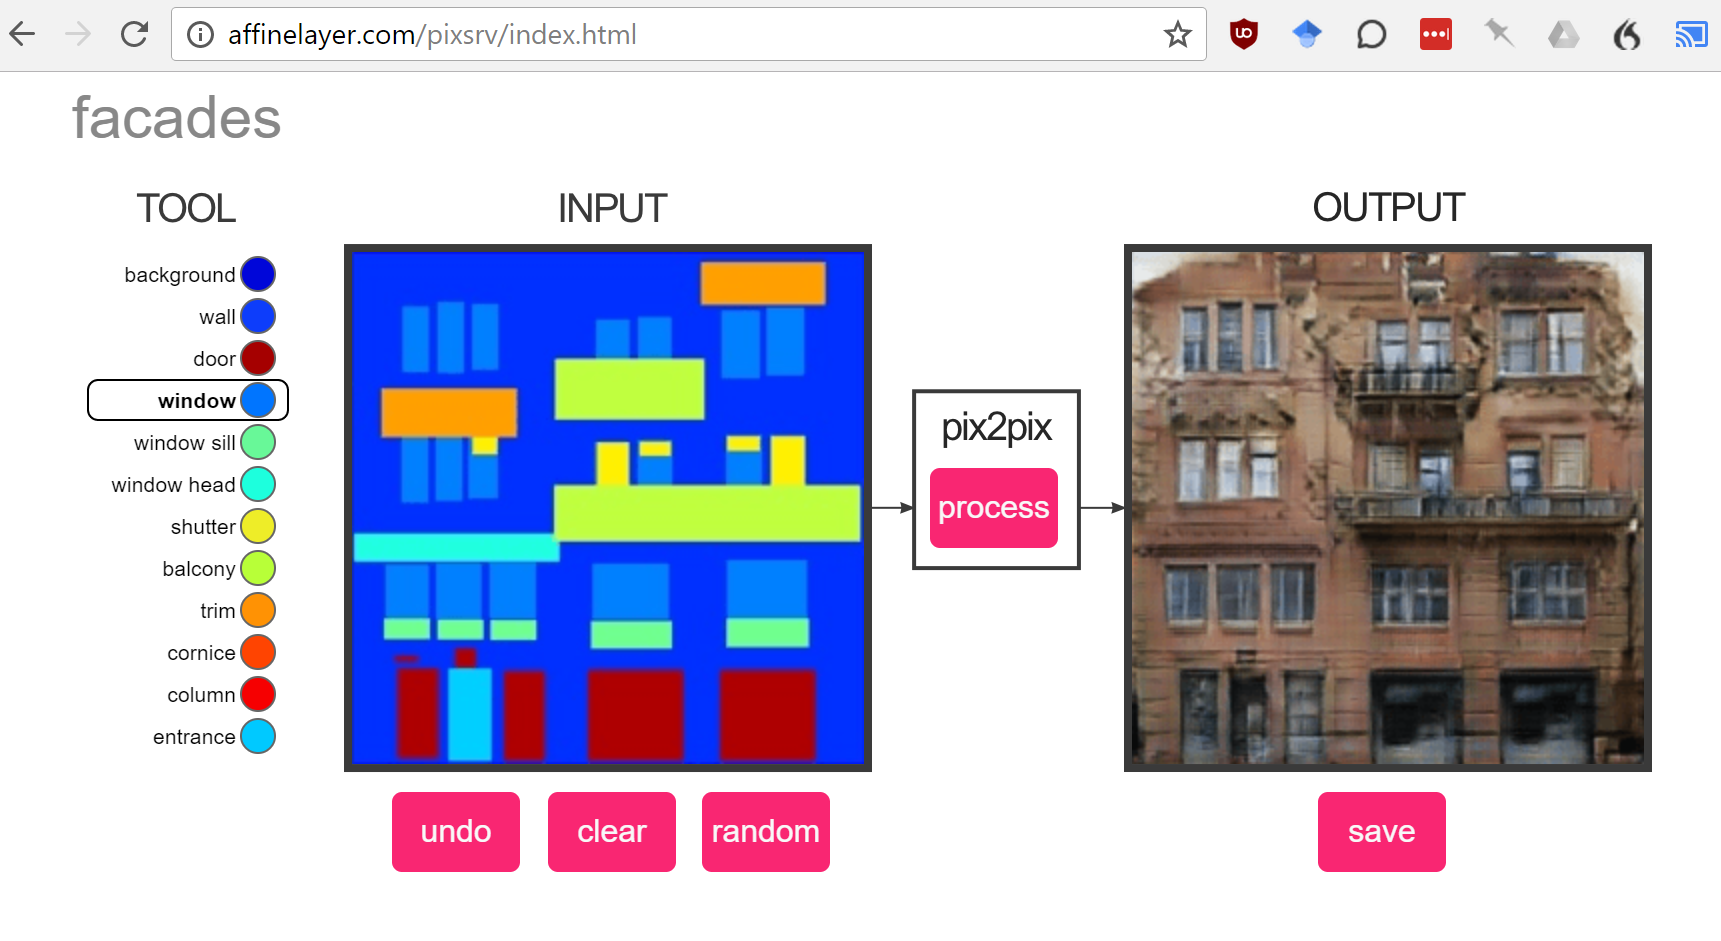 affinelayer.com/pixsrv/index.html
facades
TOOL
INPUT
OUTPUT
background
wall
door
window
window sill
window head
shutter
balcony
trim
cornice
column
entrance
pix2pix
process
undo
clear
random
save